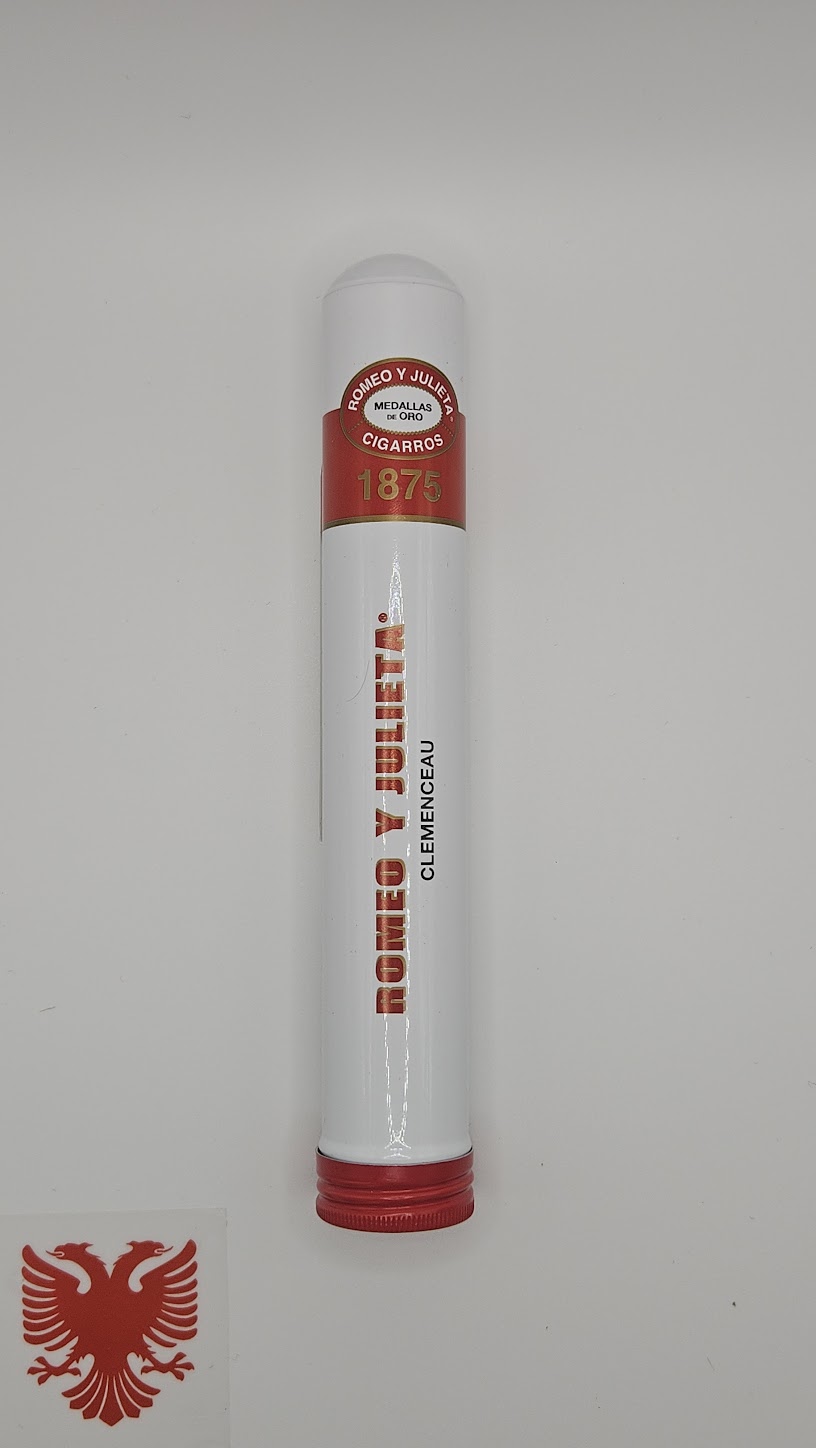 ROMEO Y JULIETA
MEDALLAS
DE ORO
CIGARROS
1875
ROMEO Y JULIETA®
CLEMENCEAU